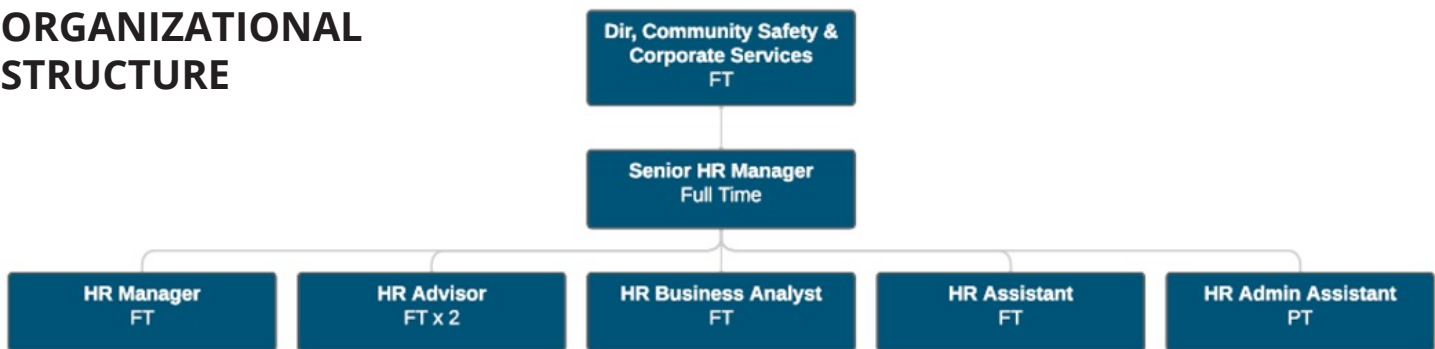 ORGANIZATIONAL
STRUCTURE
Dir, Community Safety &
Corporate Services
FT
Senior HR Manager
Full Time
HR Manager
FT
HR Advisor
FT x 2
HR Business Analyst
FT
HR Assistant
FT
HR Admin Assistant
PT